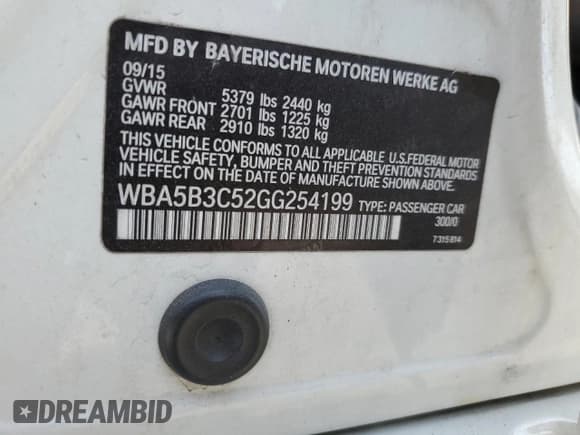 MFD BY BAYERISCHE MOTOREN WERKE AG
09/15
GVWR 5379 lbs 2440 kg
GAWR FRONT 2701 lbs 1225 kg
GAWR REAR 2910 lbs 1320 kg
THIS VEHICLE CONFORMS TO ALL APPLICABLE U.S.FEDERAL MOTOR
VEHICLE SAFETY, BUMPER AND THEFT PREVENTION STANDARDS IN
EFFECT ON THE DATE OF MANUFACTURE SHOWN ABOVE.
WBA5B3C52GG254199 TYPE: PASSENGER CAR
300/0
7315814
DREAMBID